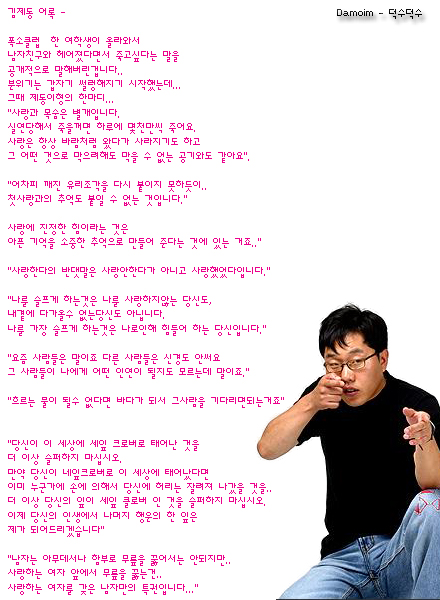 김제동 어록 -
Damoim - 덕수덕수
폭소클럽 한 여학생이 올라와서
남자친구와 헤어졌다면서 죽고싶다는 말을
공개적으로 말해버린겁니다..
분위기는 갑자기 썰렁해지기 시작했는데...
그때 제동이형의 한마디...
"사랑과 목숨은 별개입니다.
실연당해서 죽을꺼면 하루에 몇천만씩 죽어요.
사랑은 항상 바람처럼 왔다가 사라지기도 하고
그 어떤 것으로 막으려해도 막을 수 없는 공기와도 같아요".
"어차피 깨진 유리조각을 다시 붙이지 못하듯이..
첫사랑과의 추억도 붙일 수 없는 것입니다."
사랑에 진정한 힘이라는 것은
아픈 기억을 소중한 추억으로 만들어 준다는 것에 있는 거죠.."
"사랑한다의 반댓말은 사랑안한다가 아니고 사랑했었다입니다."
"나를 슬프게 하는것은 나를 사랑하지않는 당신도,
내곁에 다가올수 없는당신도 아닙니다.
나를 가장 슬프게 하는것은 나로인해 힘들어 하는 당신입니다."
"요즘 사람들은 말이죠 다른 사람들은 신경도 안써요
그 사람들이 나에게 어떤 인연이 될지도 모르는데 말이죠."
"흐르는 물이 될수 없다면 바다가 되서 그사람을 기다리면되는거죠"
"당신이 이 세상에 세잎 크로버로 태어난 것을
더 이상 슬퍼하지 마십시오.
만약 당신이 네잎크로버로 이 세상에 태어났다면
이미 누군가에 손에 의해서 당신에 허리는 잘려져 나갔을 것을..
더 이상 당신의 잎이 세잎 클로버 인 것을 슬퍼하지 마십시오.
이제 당신의 인생에서 나머지 행운의 한 잎은
제가 되어드리겠습니다"
"남자는 아무데서나 함부로 무릎을 꿇어서는 안되지만..
사랑하는 여자 앞에서 무릎을 꿇는건..
사랑하는 여자를 갖은 남자만의 특권입니다..."